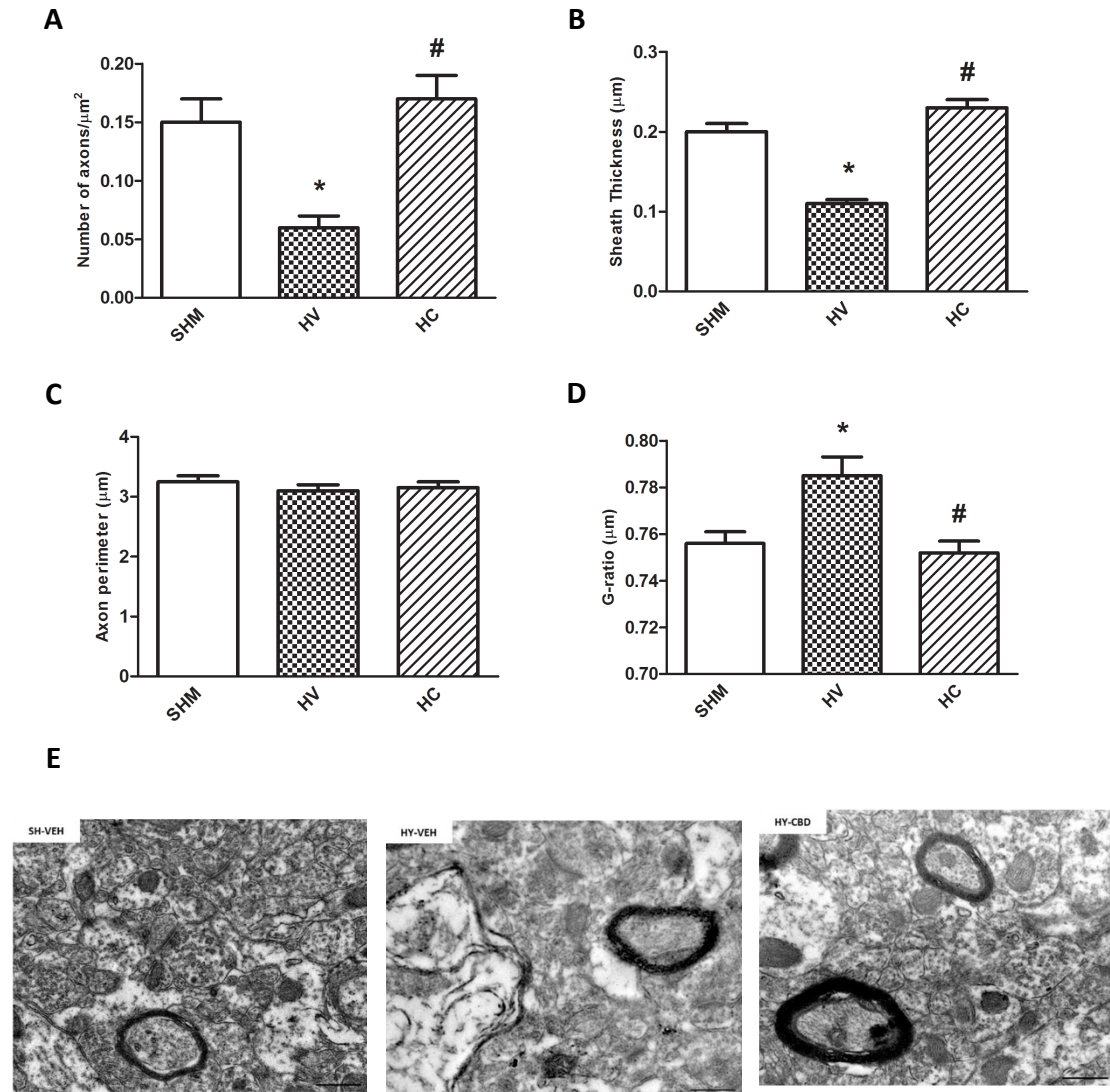 A
Number of axons/μm²
0.20
0.15
0.10
0.05
0.00
*
#
SHM
HV
HC
B
Sheath Thickness (μm)
0.3
0.2
0.1
0.0
*
#
SHM
HV
HC
C
Axon perimeter (μm)
4
3
2
1
0
SHM
HV
HC
D
G-ratio (μm)
0.80
0.78
0.76
0.74
0.72
0.70
*
#
SHM
HV
HC
E
SH-VEH
HY-VEH
HY-CBD